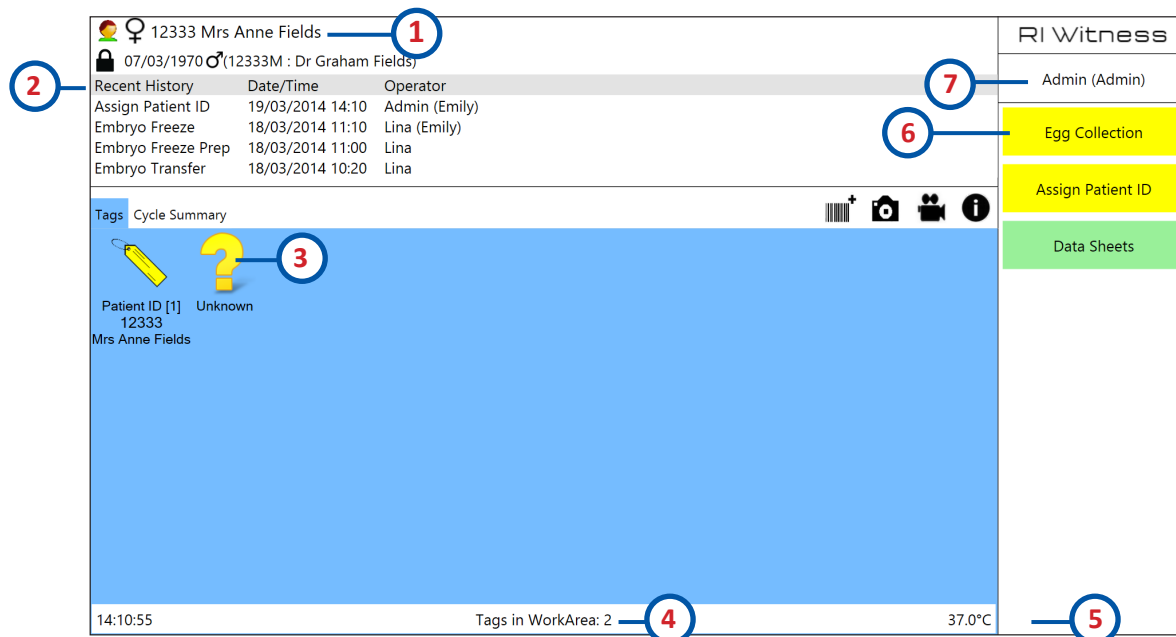 12333 Mrs Anne Fields
1
07/03/1970 (12333M : Dr Graham Fields)
2
Recent History Date/Time Operator
Assign Patient ID 19/03/2014 14:10 Admin (Emily)
Embryo Freeze 18/03/2014 11:10 Lina (Emily)
Embryo Freeze Prep 18/03/2014 11:00 Lina
Embryo Transfer 18/03/2014 10:20 Lina
RI Witness
7
Admin (Admin)
6
Egg Collection
Assign Patient ID
Data Sheets
Tags Cycle Summary
3
Patient ID [1] Unknown
12333
Mrs Anne Fields
14:10:55 Tags in WorkArea: 2 4 37.0°C 5